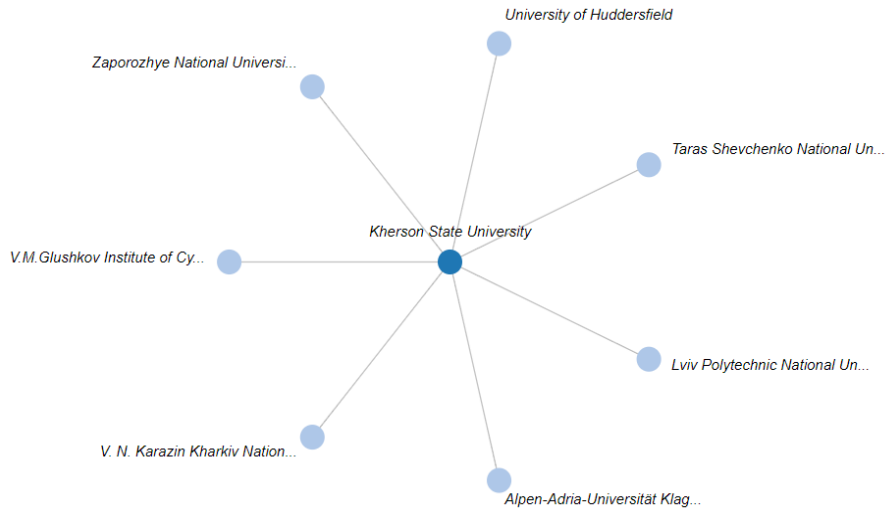 University of Huddersfield
Zaporozhye National Universi...
Taras Shevchenko National Un...
Kherson State University
V.M.Glushkov Institute of Cy...
Lviv Polytechnic National Un...
V. N. Karazin Kharkiv Nation...
Alpen-Adria-Universität Klag...